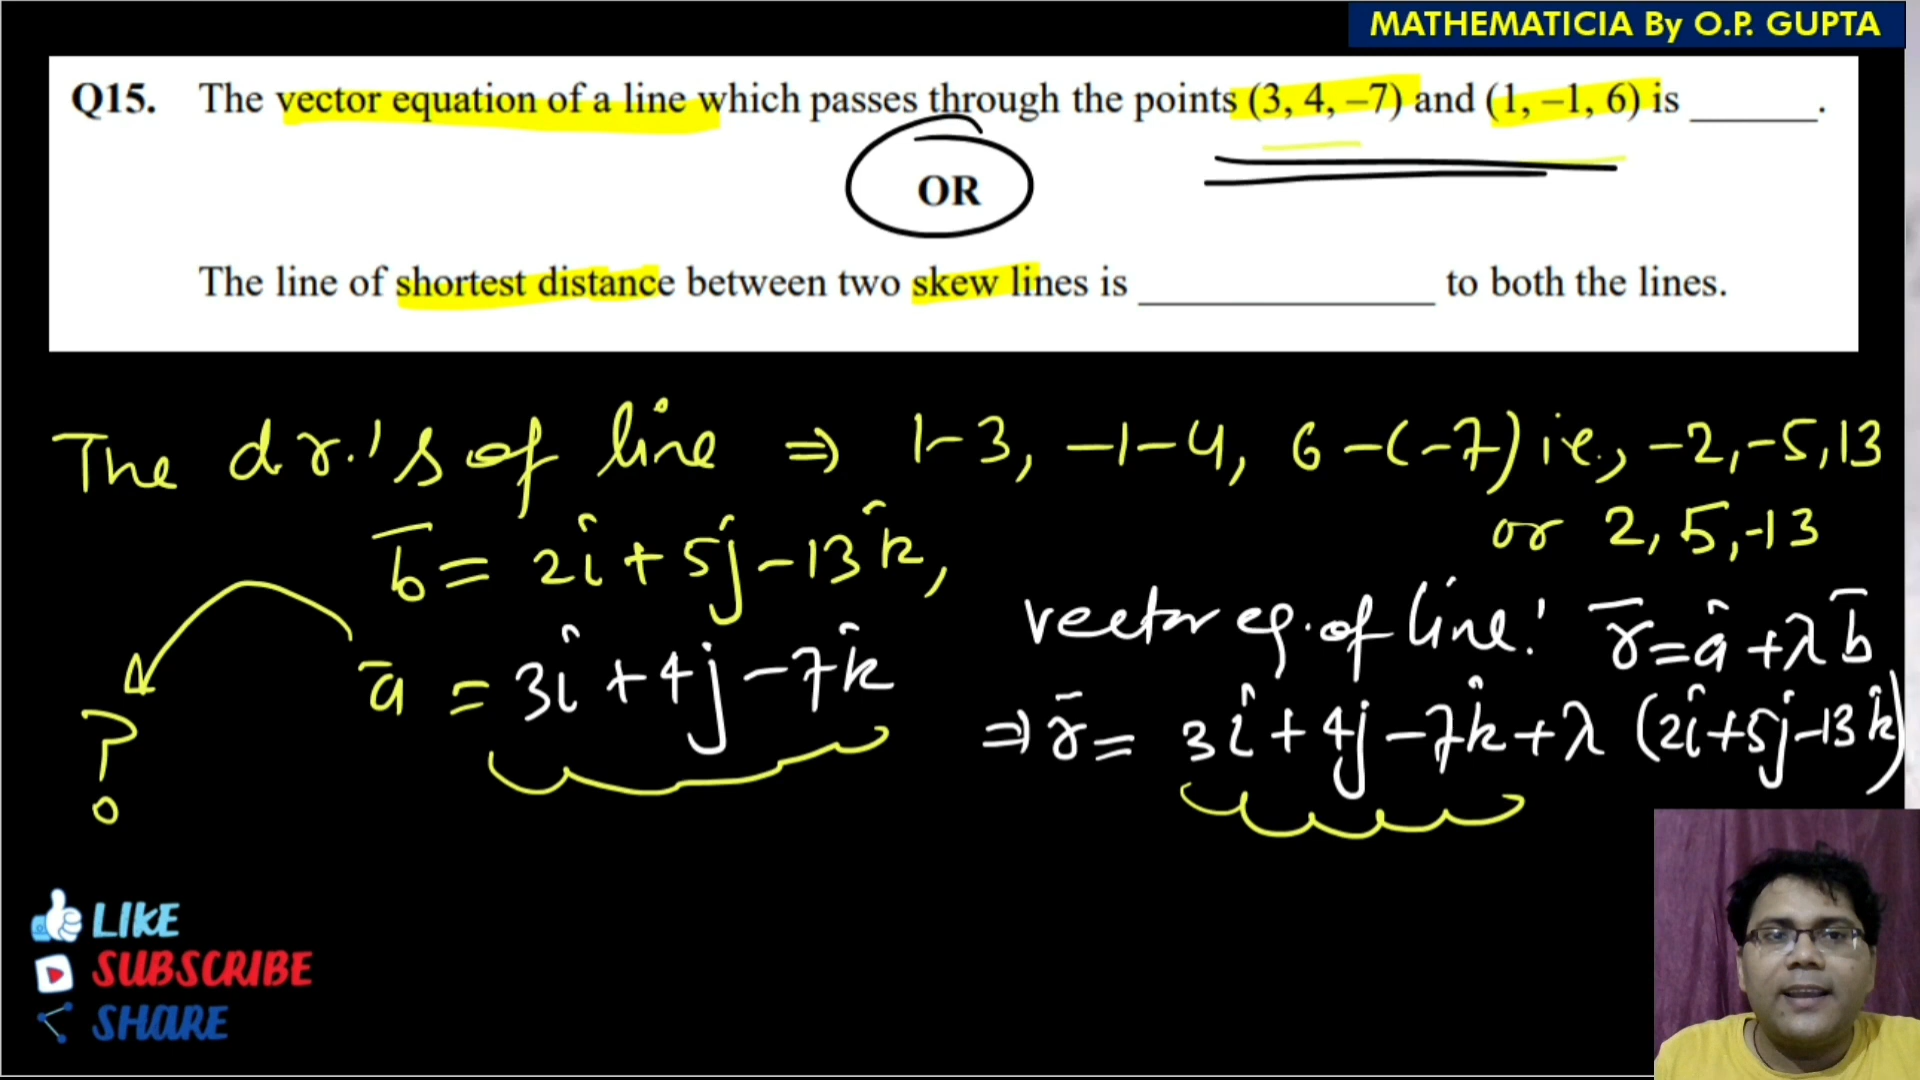 MATHEMATICIA By O.P. GUPTA
Q15. The vector equation of a line which passes through the points (3, 4, –7) and (1, –1, 6) is ______.
OR
The line of shortest distance between two skew lines is ______________ to both the lines.
The d.r.'s of line ⇒ 1-3, -1-4, 6-(-7) ie., -2,-5,13
or 2, 5,-13
b̄ = 2î + 5ĵ - 13k̂,
vector eq. of line: r̄ = â + λb̄
ā = 3î + 4j - 7k̂
⇒ r̄ = 3î + 4j - 7k̂ + λ (2î + 5ĵ - 13k̂)
?
LIKE
SUBSCRIBE
SHARE